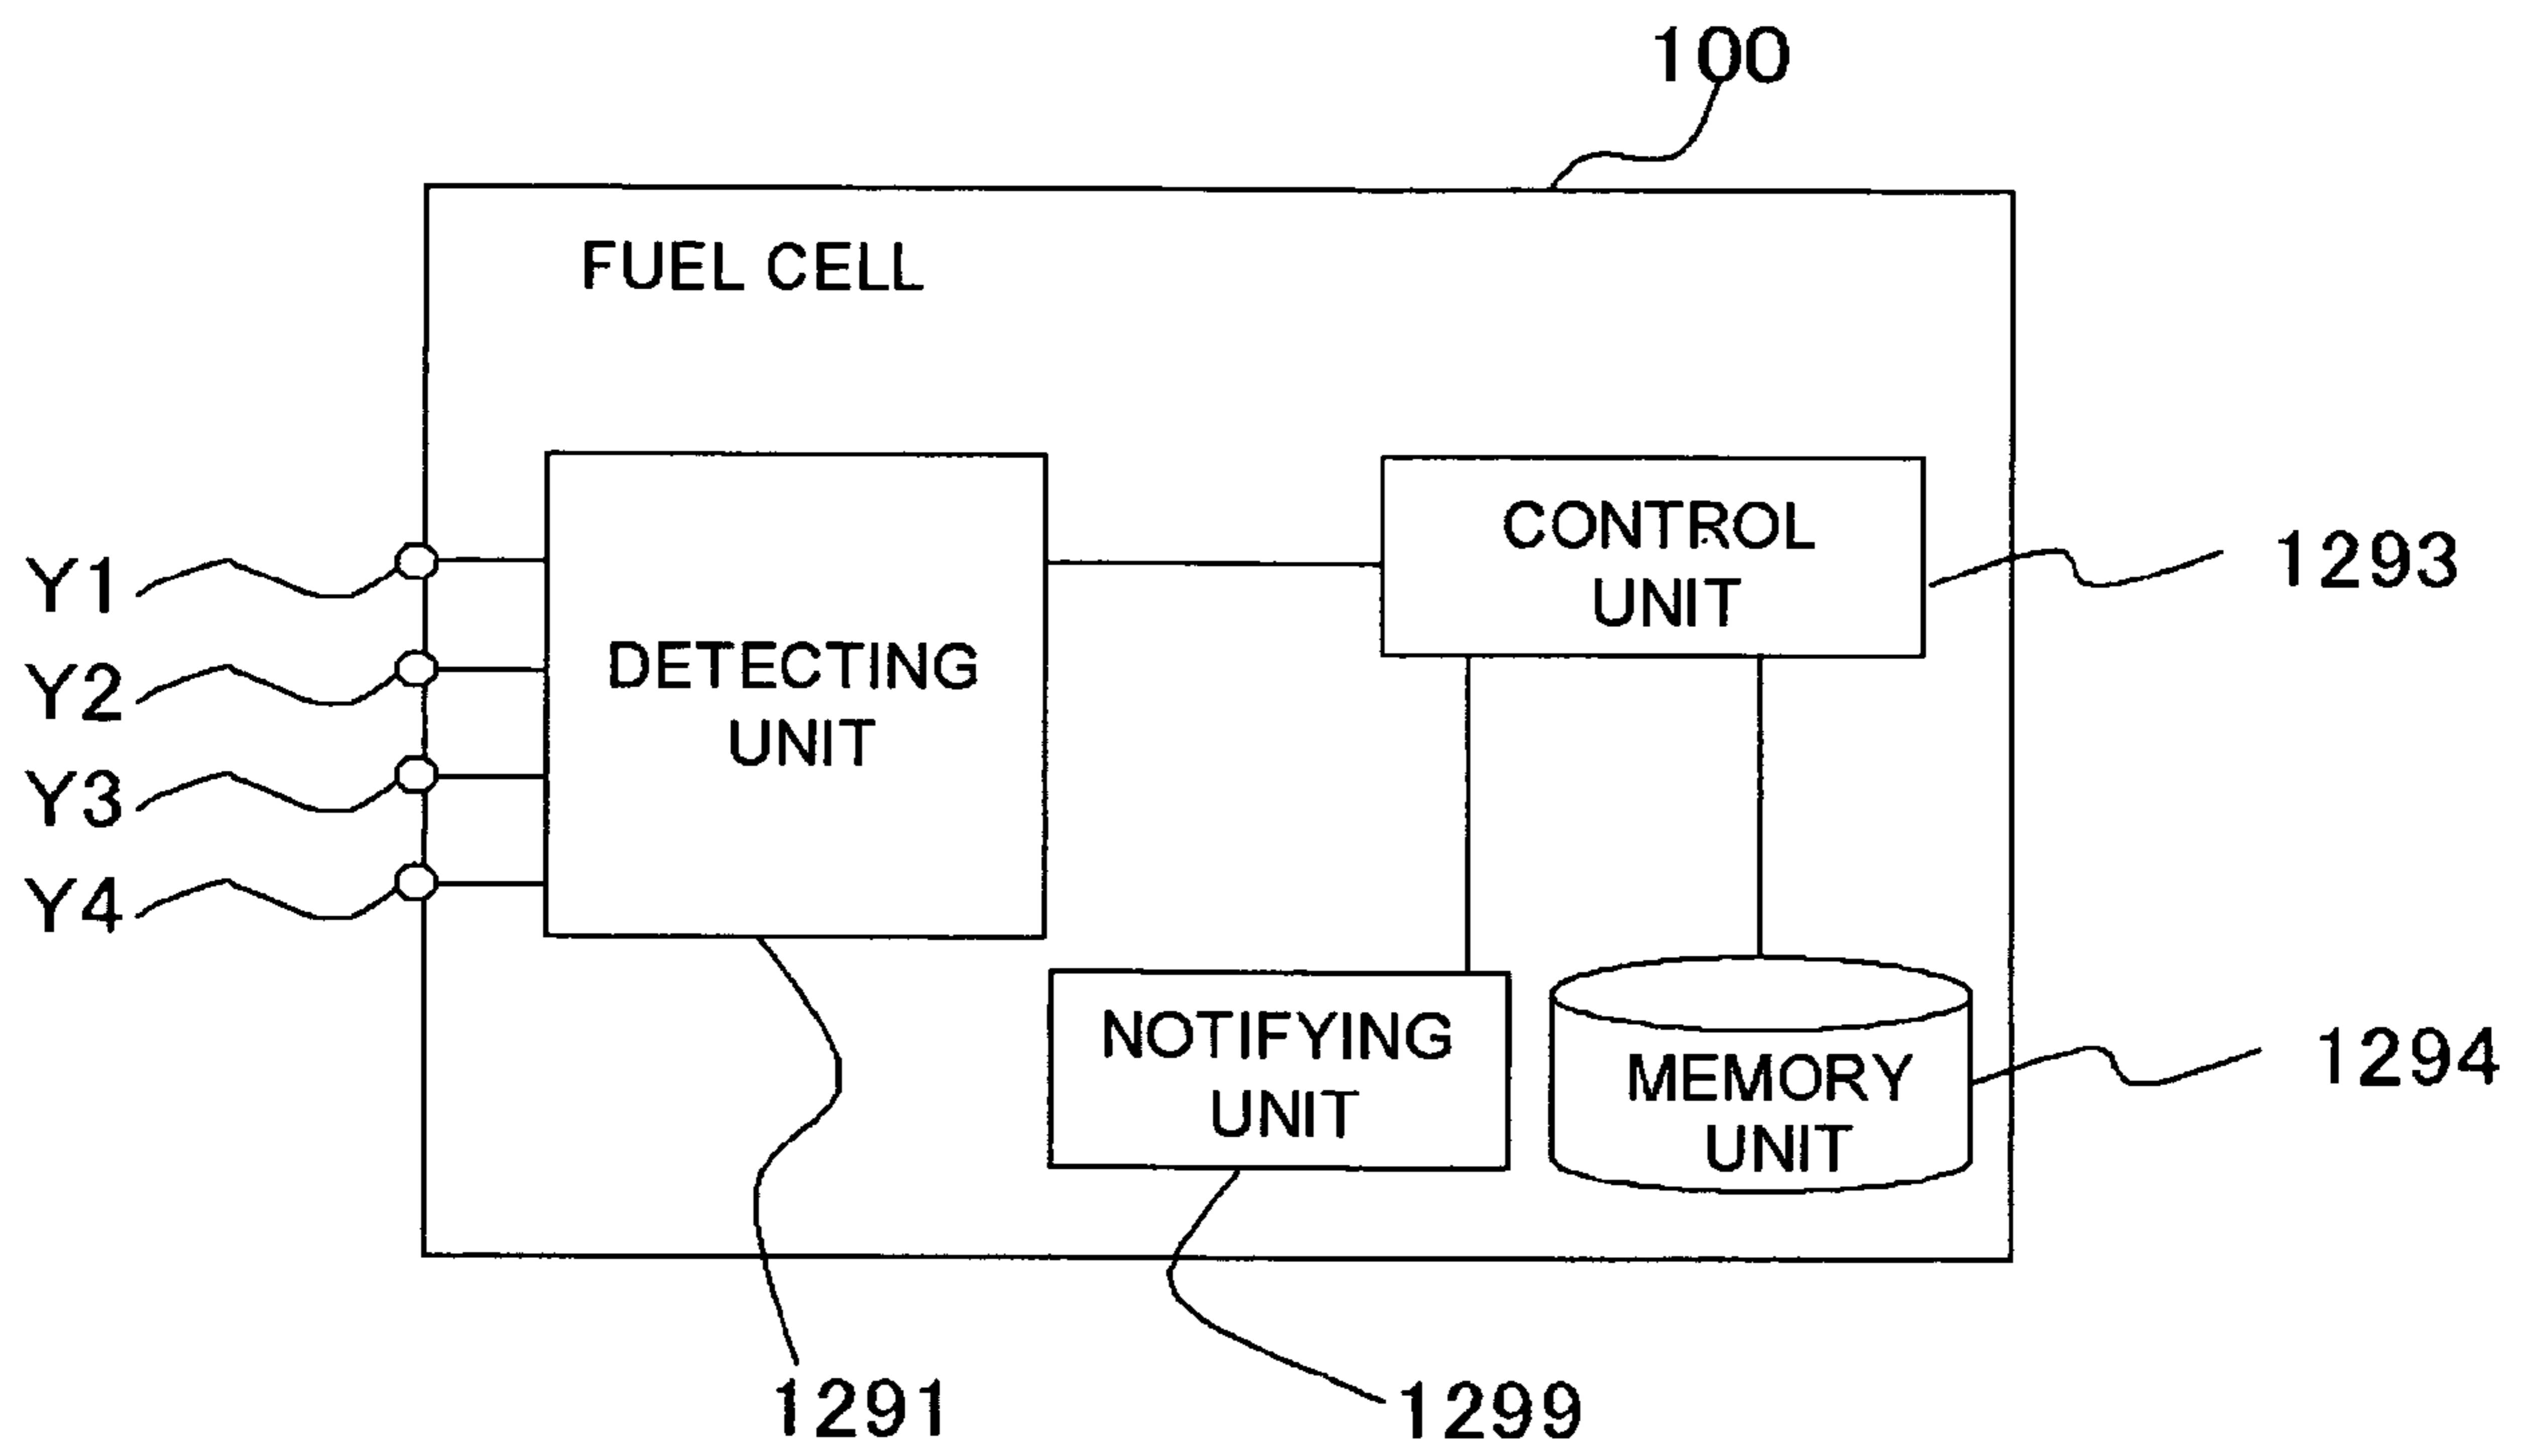 100
FUEL CELL
CONTROL
UNIT
1293
Y1
Y2
Y3
Y4
DETECTING
UNIT
NOTIFYING
UNIT
MEMORY
UNIT
1294
1291
1299